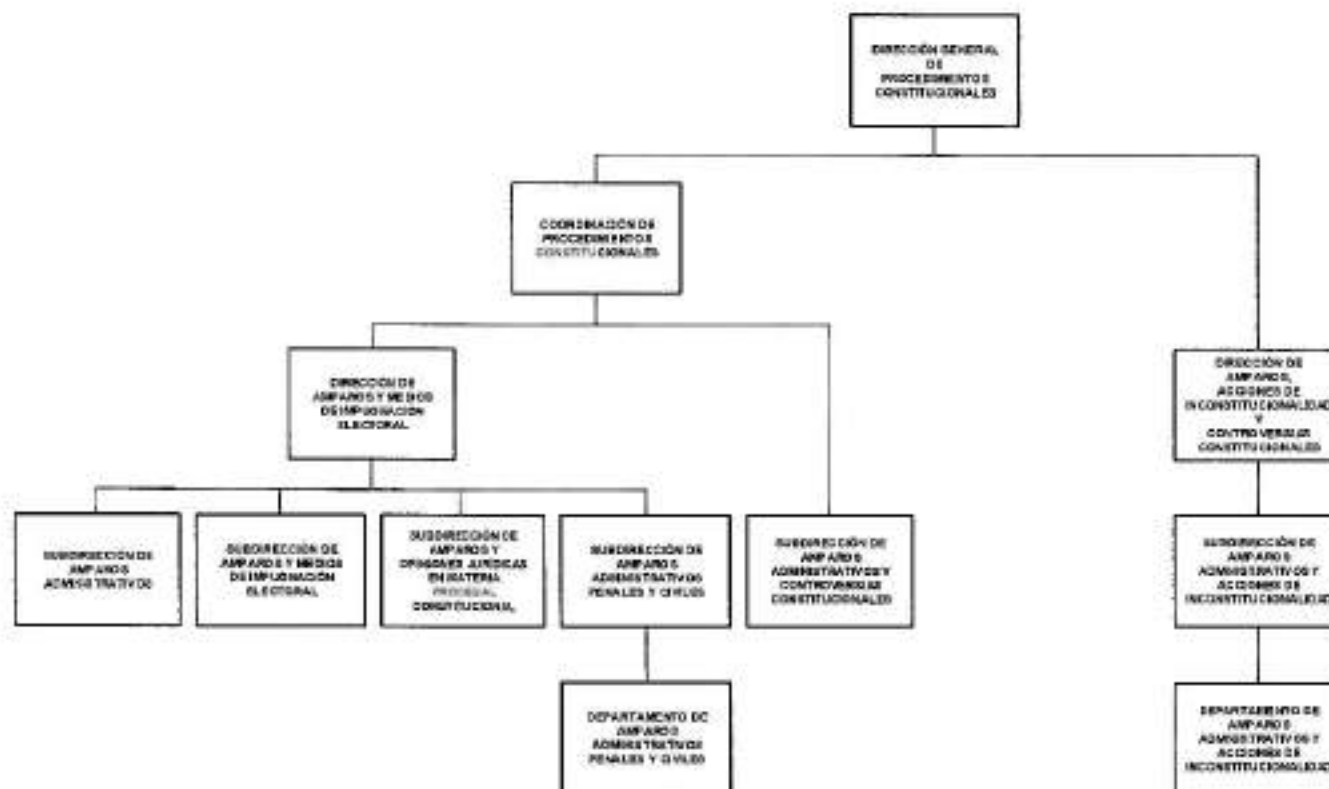 DIRECCIÓN GENERAL
DE
PROCEDIMIENTOS
CONSTITUCIONALES
COORDINACIÓN DE
PROCEDIMIENTOS
CONSTITUCIONALES
DIRECCIÓN DE
AMPAROS Y MEDIOS
DE IMPUGNACIÓN
ELECTORAL
DIRECCIÓN DE
AMPAROS,
ACCIONES DE
INCONSTITUCIONALIDAD
Y
CONTROVERSIAS
CONSTITUCIONALES
SUBDIRECCIÓN DE
AMPAROS
ADMINISTRATIVOS
SUBDIRECCIÓN DE
AMPAROS Y MEDIOS
DE IMPUGNACIÓN
ELECTORAL
SUBDIRECCIÓN DE
AMPAROS Y
OPINIONES JURÍDICAS
EN MATERIA
PROCESAL
CONSTITUCIONAL
SUBDIRECCIÓN DE
AMPAROS
ADMINISTRATIVOS
PENALES Y CIVILES
SUBDIRECCIÓN DE
AMPAROS
ADMINISTRATIVOS Y
CONTROVERSIAS
CONSTITUCIONALES
SUBDIRECCIÓN DE
AMPAROS
ADMINISTRATIVOS Y
ACCIONES DE
INCONSTITUCIONALIDAD
DEPARTAMENTO DE
AMPAROS
ADMINISTRATIVOS
PENALES Y CIVILES
DEPARTAMENTO DE
AMPAROS
ADMINISTRATIVOS Y
ACCIONES DE
INCONSTITUCIONALIDAD